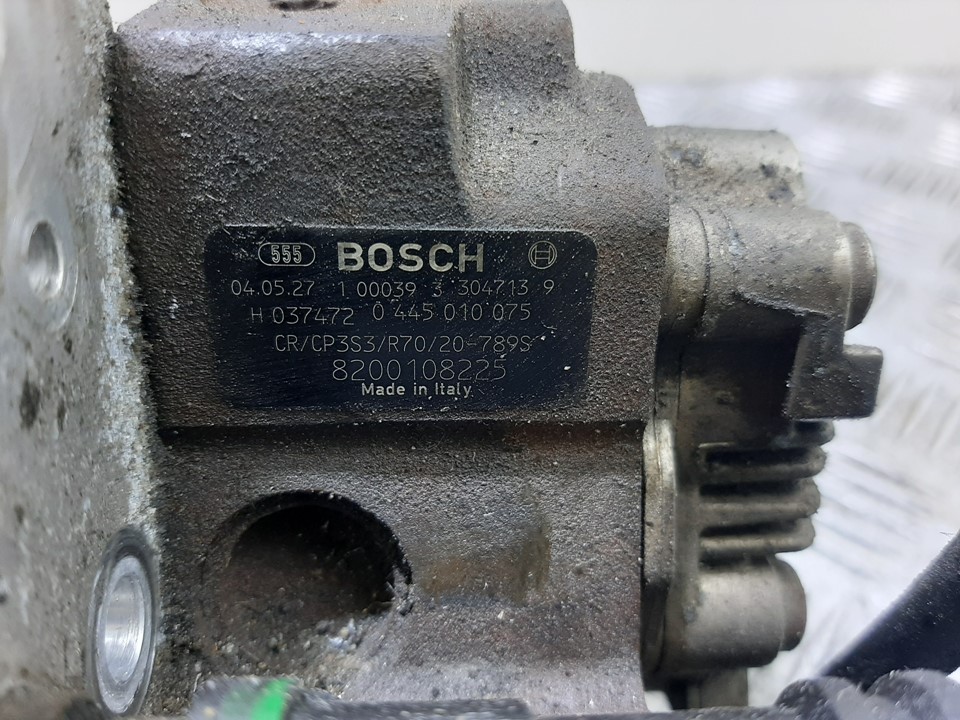 555 BOSCH
04.05.27 1 00039 3 304713 9
H 037472 0 445 010 075
CR/CP3S3/R70/20-789S
8200108225
Made in Italy